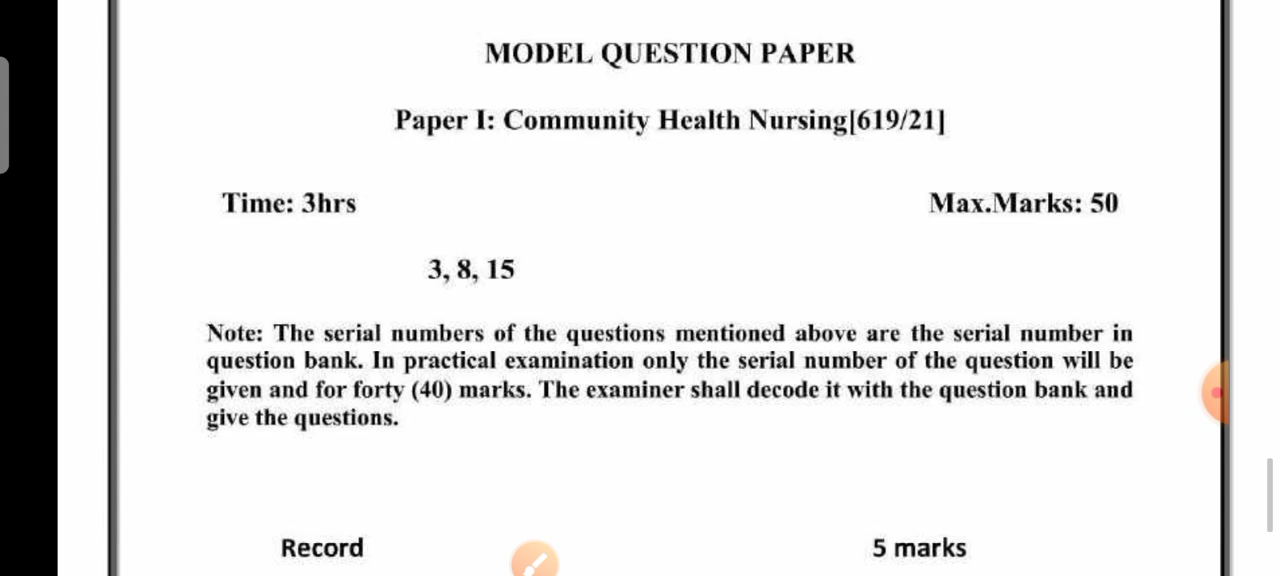 MODEL QUESTION PAPER
Paper I: Community Health Nursing[619/21]
Time: 3hrs Max.Marks: 50
3, 8, 15
Note: The serial numbers of the questions mentioned above are the serial number in
question bank. In practical examination only the serial number of the question will be
given and for forty (40) marks. The examiner shall decode it with the question bank and
give the questions.
Record 5 marks